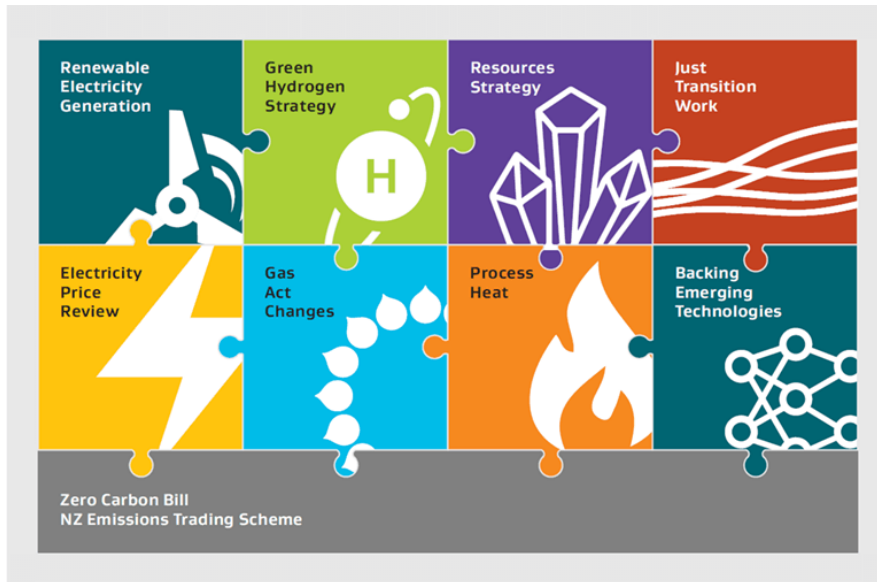 Renewable
Electricity
Generation
Green
Hydrogen
Strategy
H
Resources
Strategy
Just
Transition
Work
Electricity
Price
Review
Gas
Act
Changes
Process
Heat
Backing
Emerging
Technologies
Zero Carbon Bill
NZ Emissions Trading Scheme